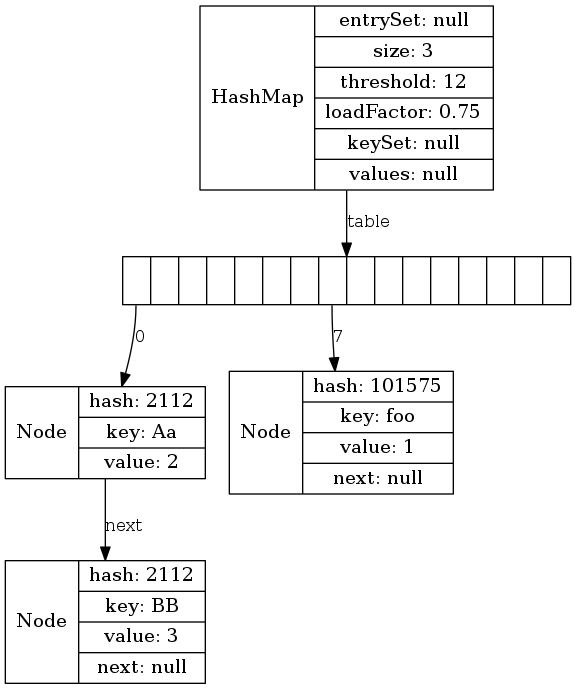 HashMap
entrySet: null
size: 3
threshold: 12
loadFactor: 0.75
keySet: null
values: null
table
0
7
Node
hash: 2112
key: Aa
value: 2
Node
hash: 101575
key: foo
value: 1
next: null
next
Node
hash: 2112
key: BB
value: 3
next: null